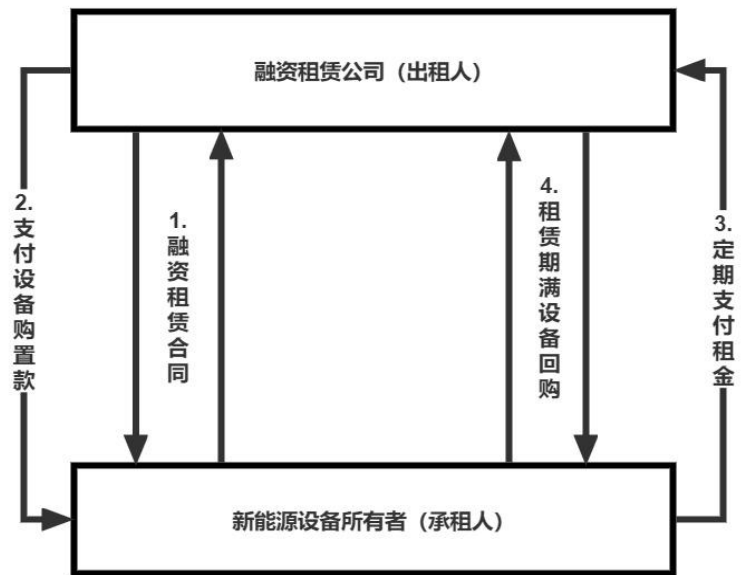 融资租赁公司（出租人）
2.支付设备购置款
1.融资租赁合同
4.租赁期满设备回购
3.定期支付租金
新能源设备所有者（承租人）